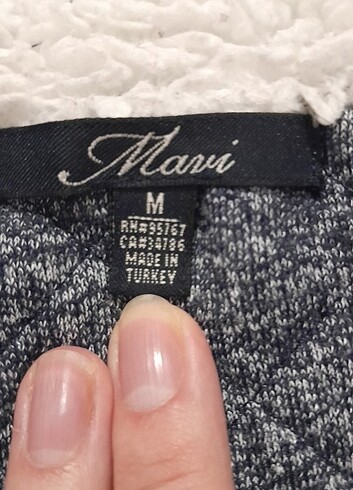 Mavi
M
RN#95767
CA#34786
MADE IN
TURKEY